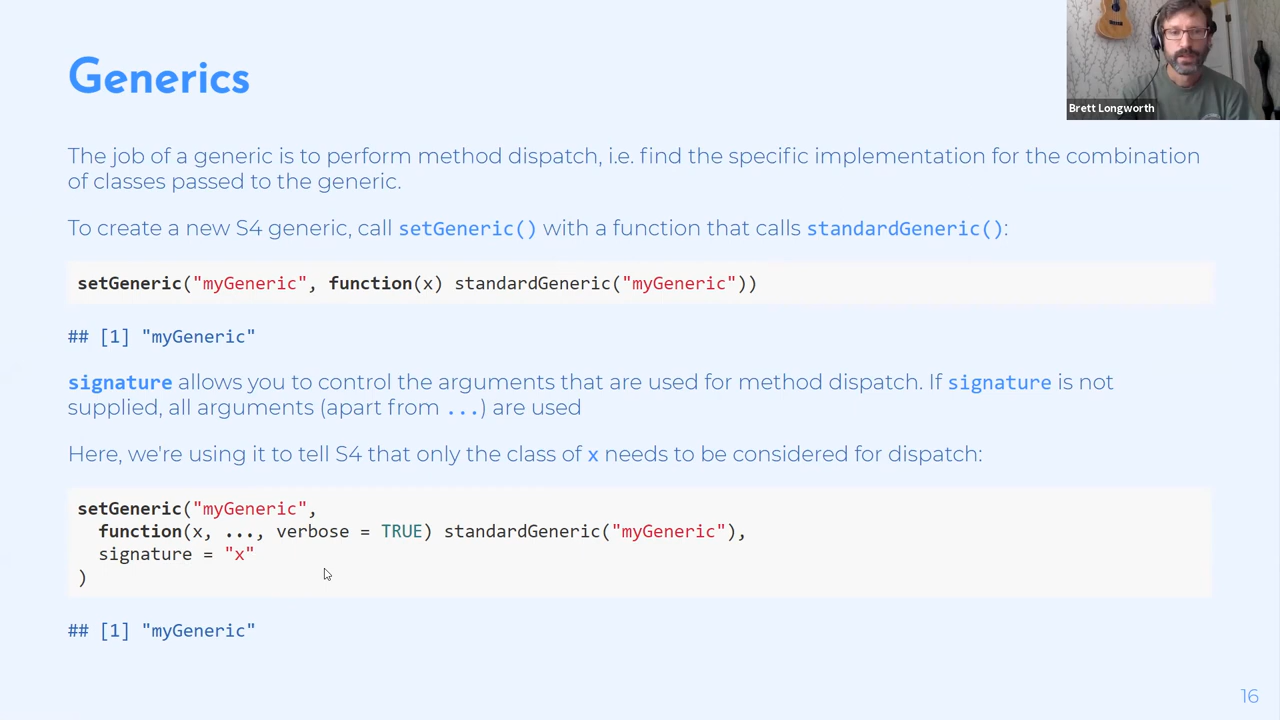 Generics
Brett Longworth
The job of a generic is to perform method dispatch, i.e. find the specific implementation for the combination
of classes passed to the generic.
To create a new S4 generic, call setGeneric() with a function that calls standardGeneric():
setGeneric("myGeneric", function(x) standardGeneric("myGeneric"))
## [1] "myGeneric"
signature allows you to control the arguments that are used for method dispatch. If signature is not
supplied, all arguments (apart from ...) are used
Here, we're using it to tell S4 that only the class of x needs to be considered for dispatch:
setGeneric("myGeneric",
  function(x, ..., verbose = TRUE) standardGeneric("myGeneric"),
  signature = "x"
)
## [1] "myGeneric"
16